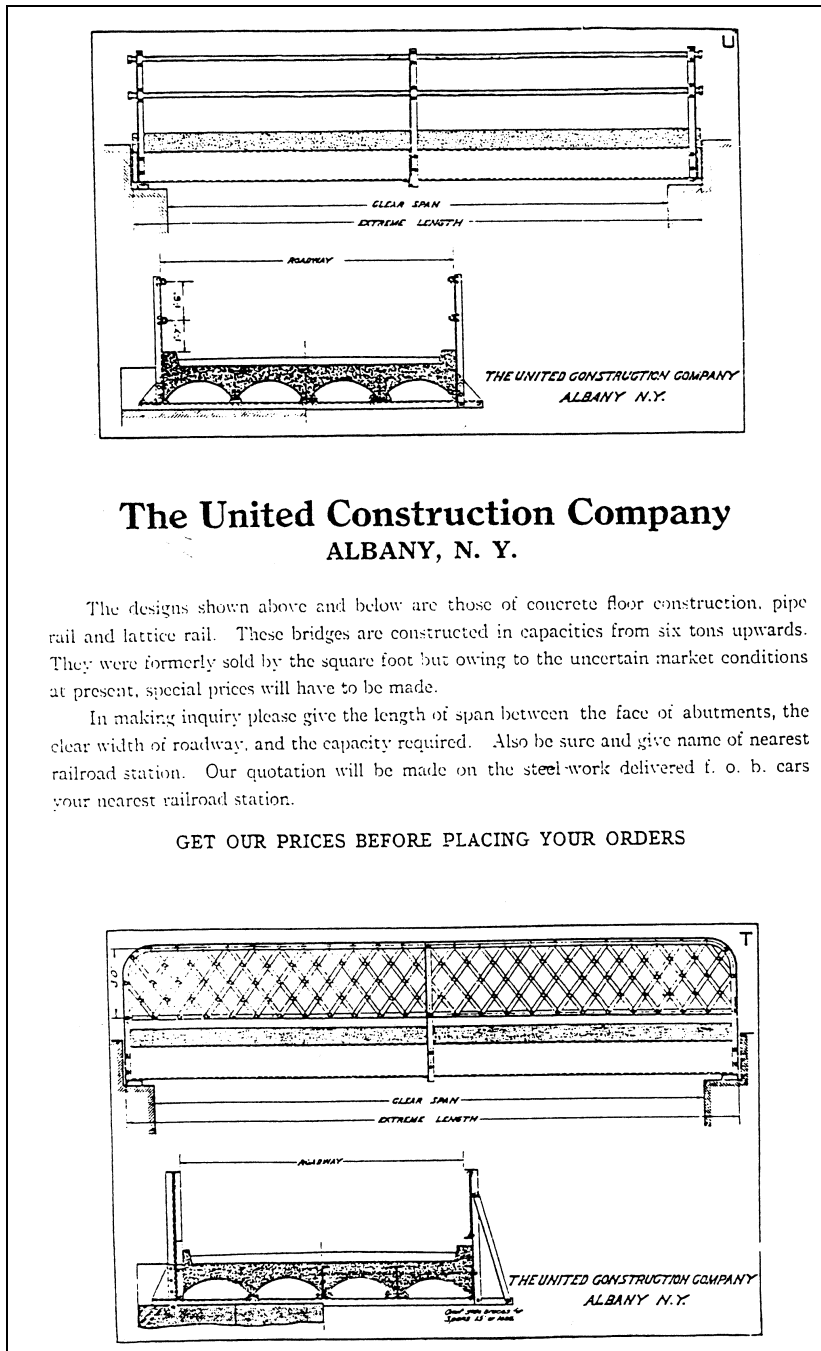 U
CLEAR SPAN
EXTREME LENGTH
ROADWAY
THE UNITED CONSTRUCTION COMPANY
ALBANY N.Y.
The United Construction Company
ALBANY, N. Y.
The designs shown above and below are those of concrete floor construction, pipe
rail and lattice rail. These bridges are constructed in capacities from six tons upwards.
They were formerly sold by the square foot but owing to the uncertain market conditions
at present, special prices will have to be made.
In making inquiry please give the length of span between the face of abutments, the
clear width of roadway, and the capacity required. Also be sure and give name of nearest
railroad station. Our quotation will be made on the steel-work delivered f. o. b. cars
your nearest railroad station.
GET OUR PRICES BEFORE PLACING YOUR ORDERS
T
CLEAR SPAN
EXTREME LENGTH
ROADWAY
THE UNITED CONSTRUCTION COMPANY
ALBANY N.Y.